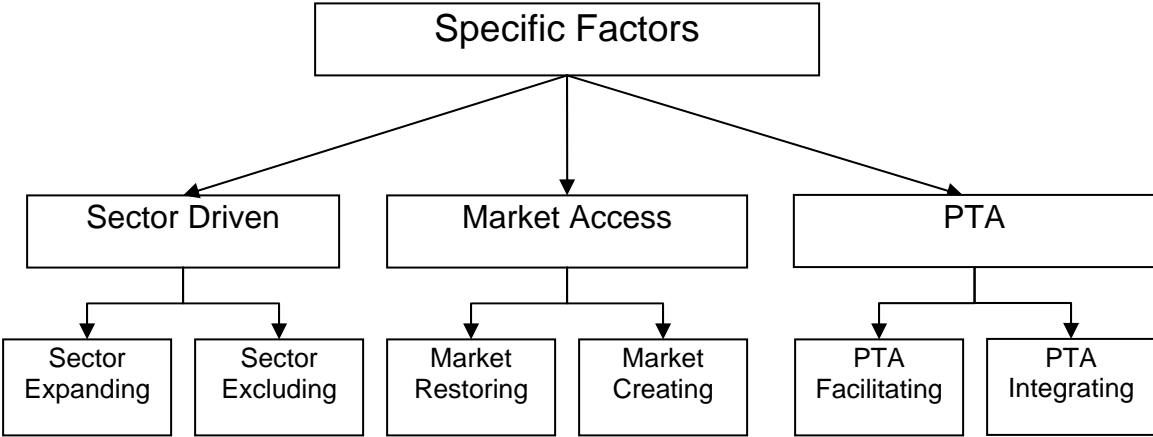 Specific Factors
Sector Driven
Market Access
PTA
Sector
Expanding
Sector
Excluding
Market
Restoring
Market
Creating
PTA
Facilitating
PTA
Integrating